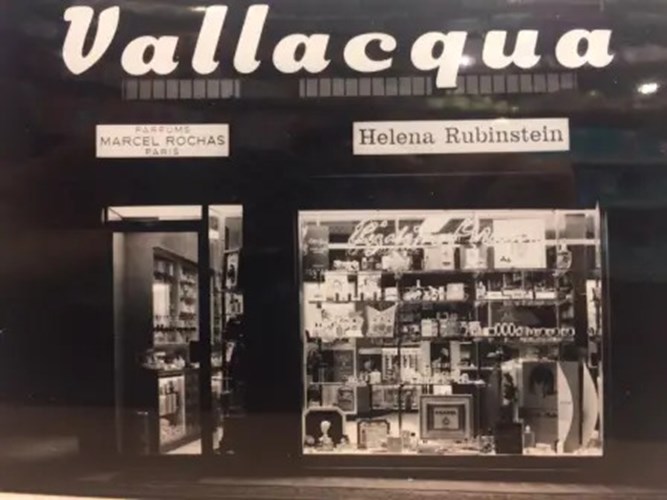 Vallacqua
PARFUMS
MARCEL ROCHAS
PARIS
Helena Rubinstein